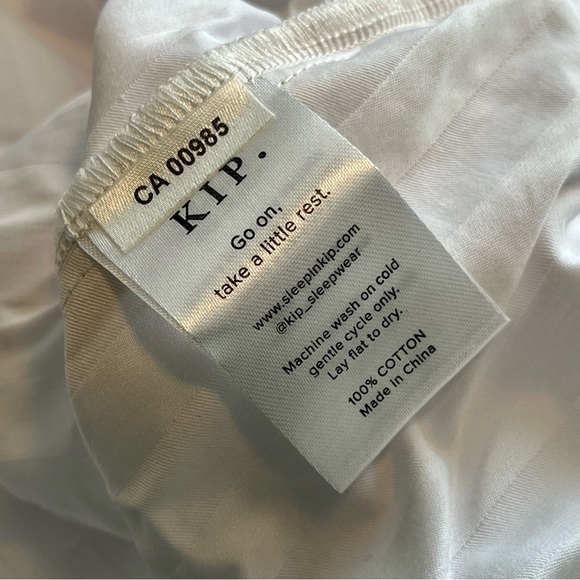 CA 00985
KIP.
Go on,
take a little rest.
www.sleepinkip.com
@kip_sleepwear
Machine wash on cold
gentle cycle only.
Lay flat to dry.
100% COTTON
Made in China